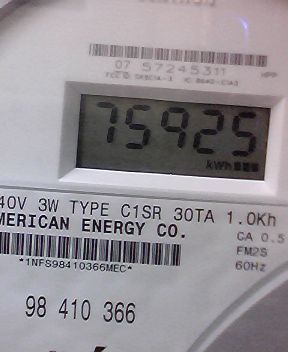 07 57245311
75925
kWh
40V 3W TYPE C1SR 30TA 1.0Kh
MERICAN ENERGY CO.
CA 0.5
FM2S
60Hz
*1NFS98410366MEC*
98 410 366